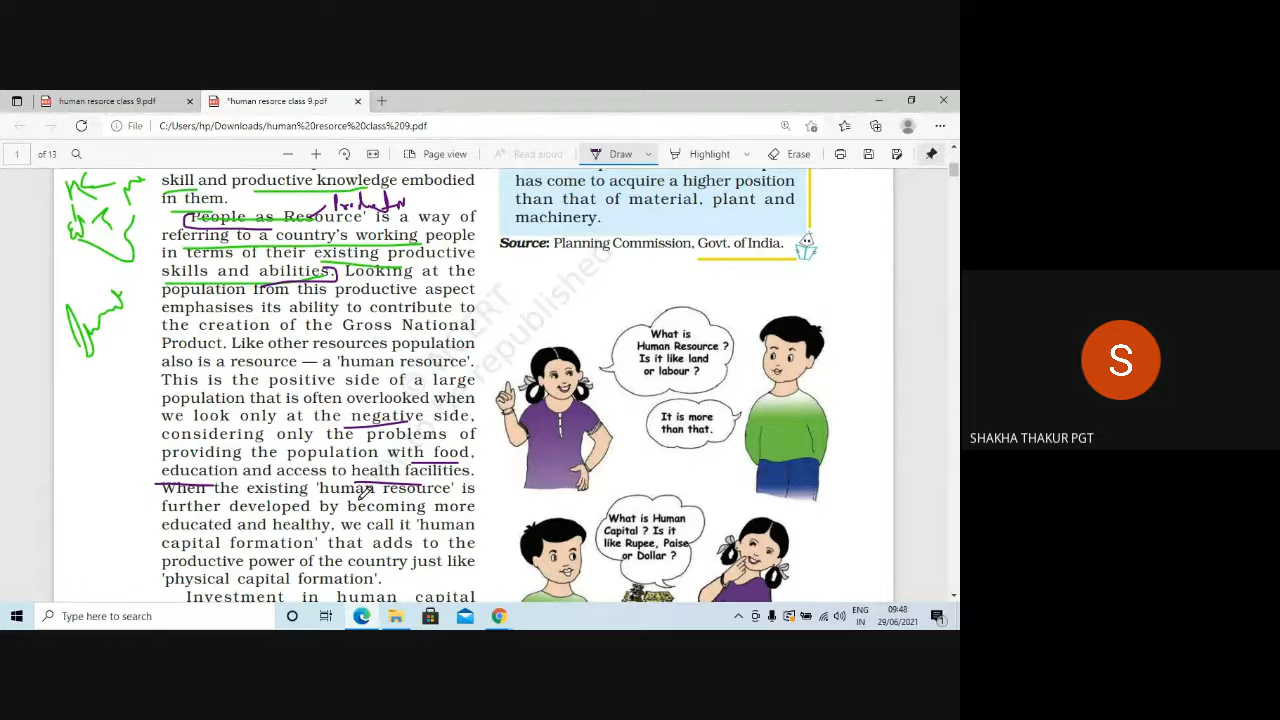 human resorce class 9.pdf
*human resorce class 9.pdf
File
C:/Users/hp/Downloads/human%20resorce%20class%209.pdf
1
of 13
Page view
Read aloud
Draw
Highlight
Erase
skill and productive knowledge embodied
in them.
'People as Resource' is a way of
referring to a country's working people
in terms of their existing productive
skills and abilities. Looking at the
population from this productive aspect
emphasises its ability to contribute to
the creation of the Gross National
Product. Like other resources population
also is a resource — a 'human resource'.
This is the positive side of a large
population that is often overlooked when
we look only at the negative side,
considering only the problems of
providing the population with food,
education and access to health facilities.
When the existing 'human resource' is
further developed by becoming more
educated and healthy, we call it 'human
capital formation' that adds to the
productive power of the country just like
'physical capital formation'.
Investment in human capital
has come to acquire a higher position
than that of material, plant and
machinery.
Source: Planning Commission, Govt. of India.
republished
What is
Human Resource ?
Is it like land
or labour ?
It is more
than that.
What is Human
Capital ? Is it
like Rupee, Paise
or Dollar ?
S
SHAKHA THAKUR PGT
Type here to search
ENG
IN
09:48
29/06/2021
1